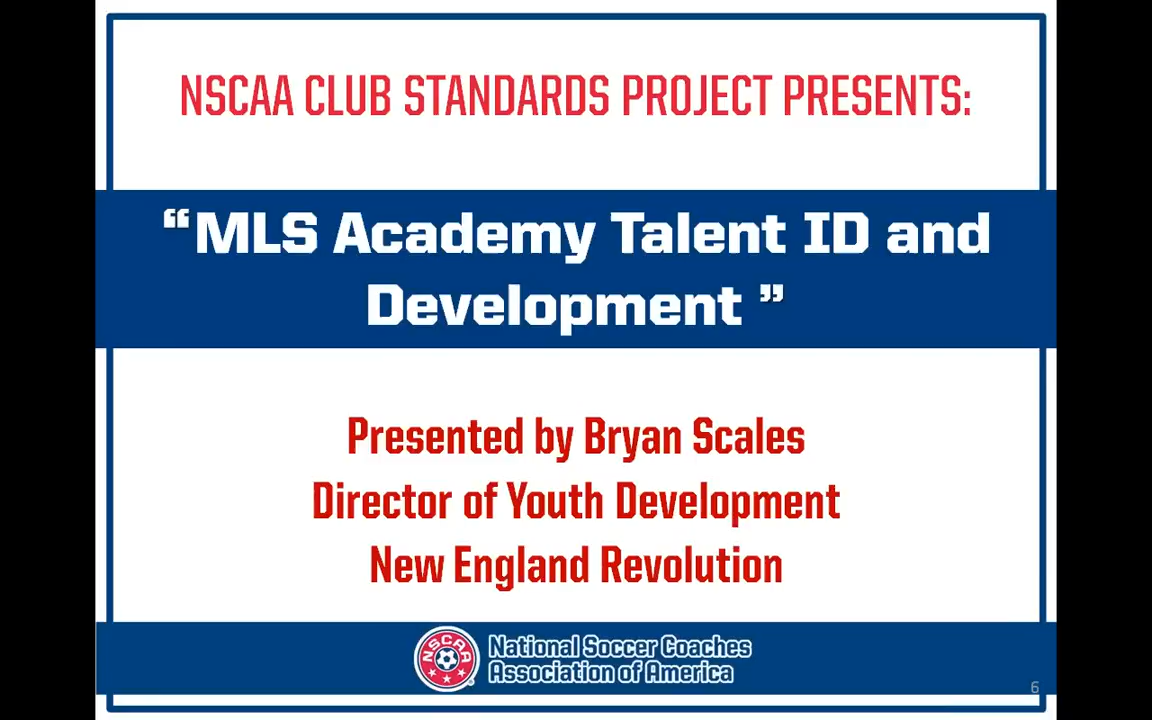 NSCAA CLUB STANDARDS PROJECT PRESENTS:
“MLS Academy Talent ID and
Development ”
Presented by Bryan Scales
Director of Youth Development
New England Revolution
NSCAA
National Soccer Coaches
Association of America
6